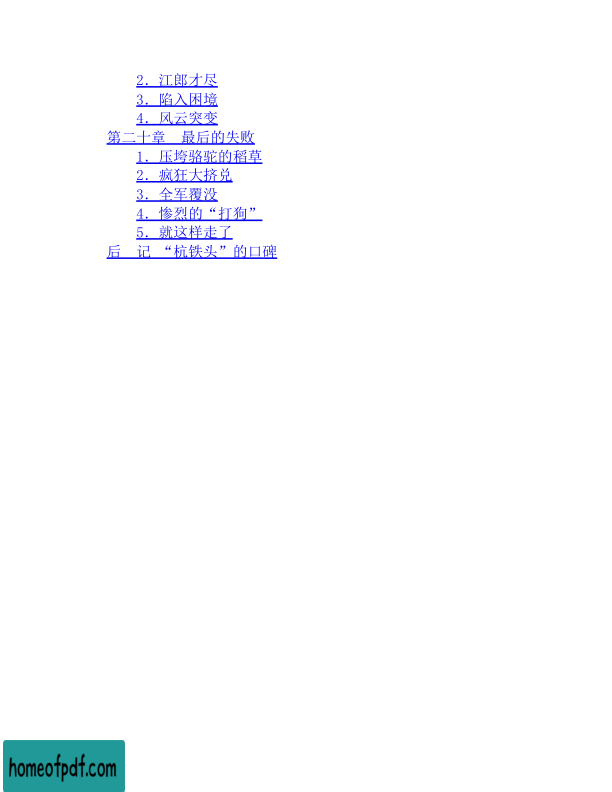 2．江郎才尽
3．陷入困境
4．风云突变
第二十章　最后的失败
1．压垮骆驼的稻草
2．疯狂大挤兑
3．全军覆没
4．惨烈的“打狗”
5．就这样走了
后　记　“杭铁头”的口碑
homeofpdf.com